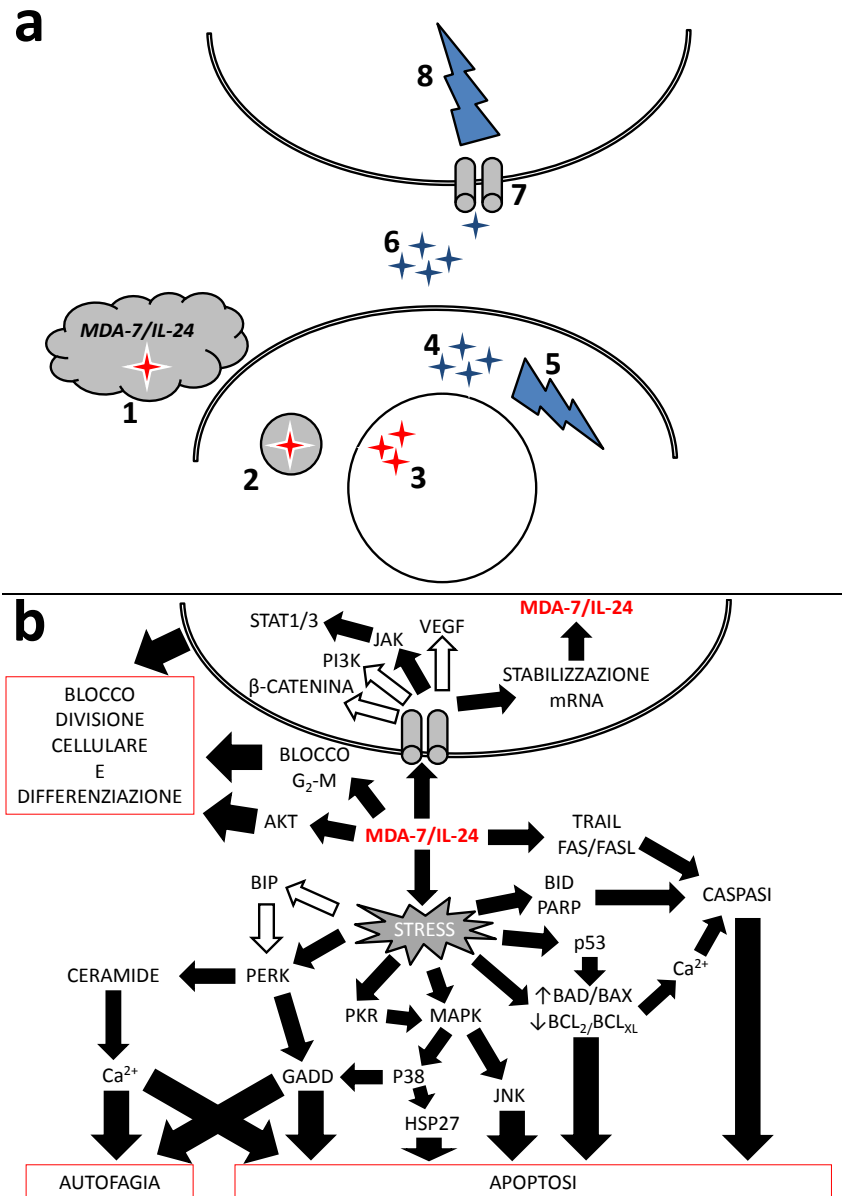 a
8
7
6
MDA-7/IL-24
4
5
1
2
3
b
STAT1/3
JAK
VEGF
MDA-7/IL-24
PI3K
β-CATENINA
STABILIZZAZIONE
mRNA
BLOCCO
DIVISIONE
CELLULARE
E
DIFFERENZIAZIONE
BLOCCO
G₂-M
AKT
MDA-7/IL-24
TRAIL
FAS/FASL
BIP
BID
PARP
CASPASI
STRESS
p53
Ca²⁺
CERAMIDE
PERK
PKR
MAPK
↑BAD/BAX
↓BCL₂/BCL_XL
Ca²⁺
GADD
P38
JNK
HSP27
AUTOFAGIA
APOPTOSI